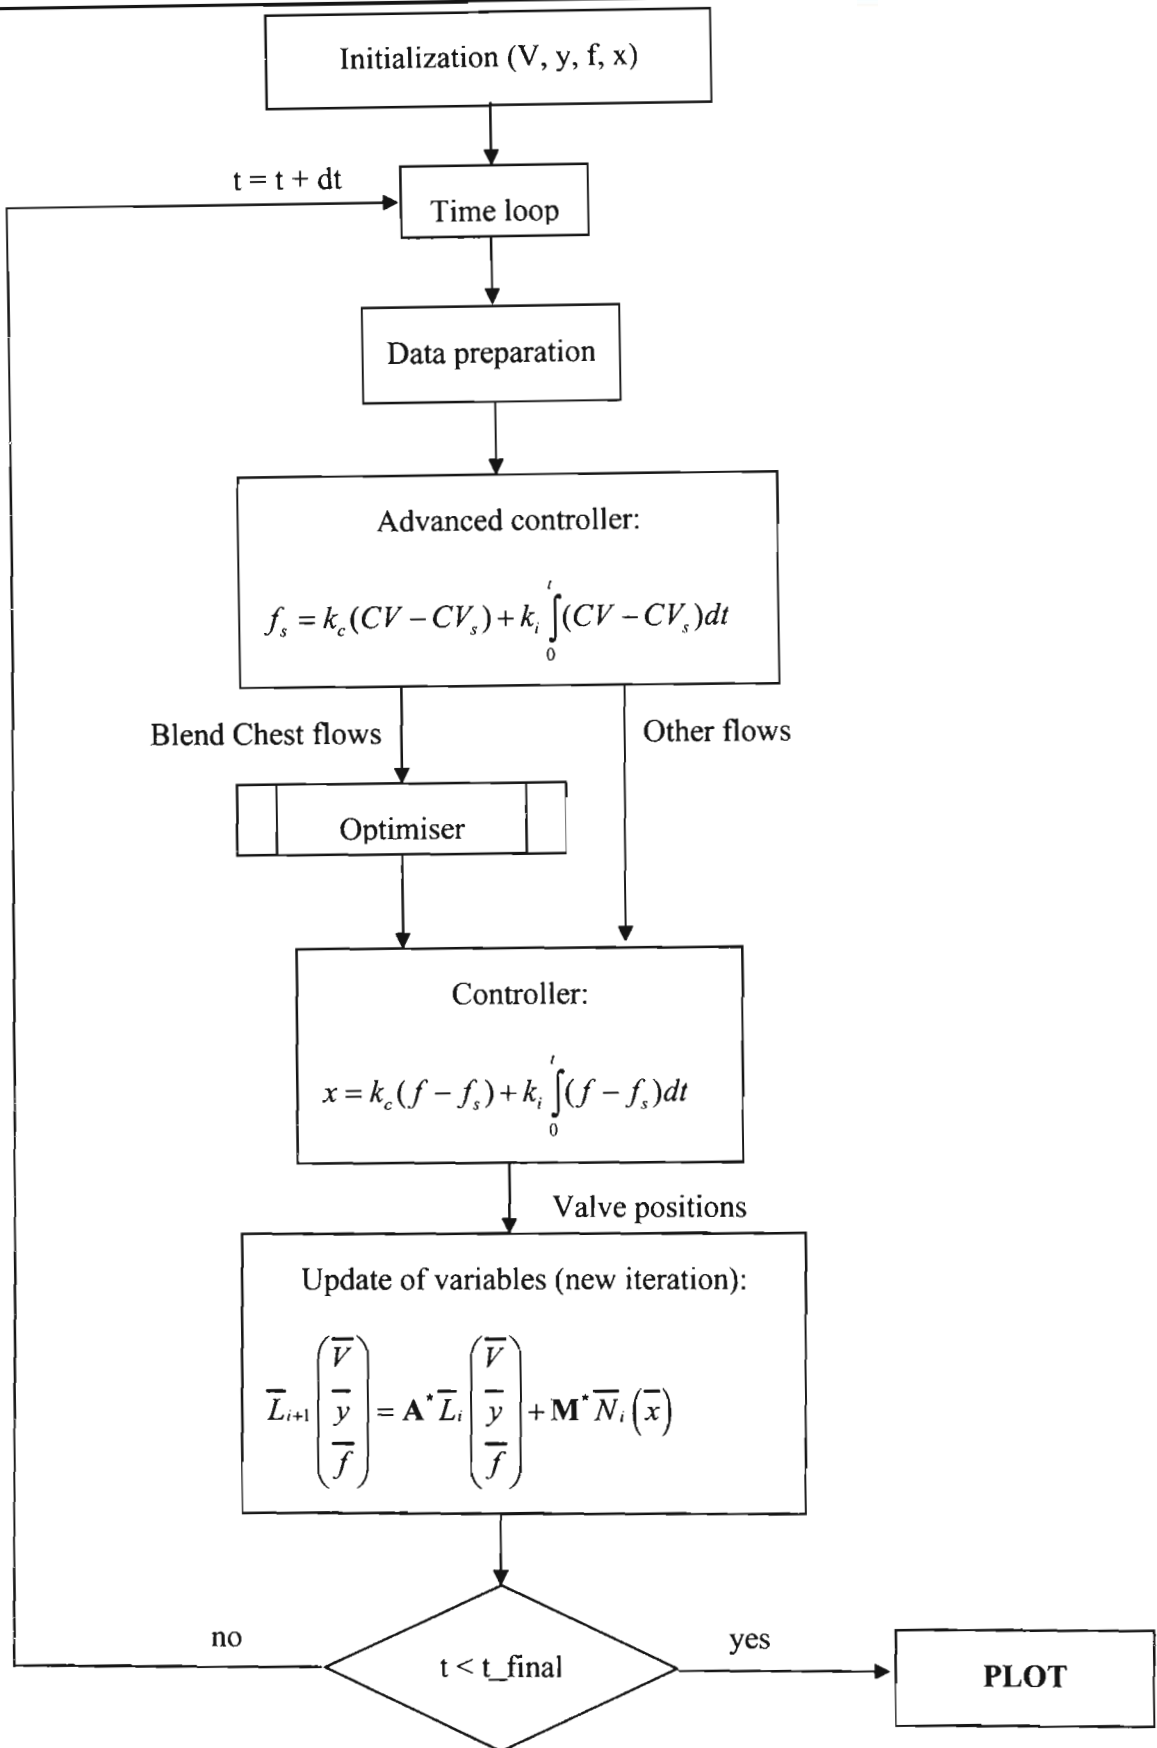 Initialization (V, y, f, x)
t = t + dt
Time loop
Data preparation
Advanced controller:
f_s = k_c(CV − CV_s) + k_i ∫_0^t (CV − CV_s)dt
Blend Chest flows
Other flows
Optimiser
Controller:
x = k_c(f − f_s) + k_i ∫_0^t (f − f_s)dt
Valve positions
Update of variables (new iteration):
L̅_{i+1} (V̅ y̅ f̅) = A* L̅_i (V̅ y̅ f̅) + M* N̅_i (x̅)
no
t < t_final
yes
PLOT